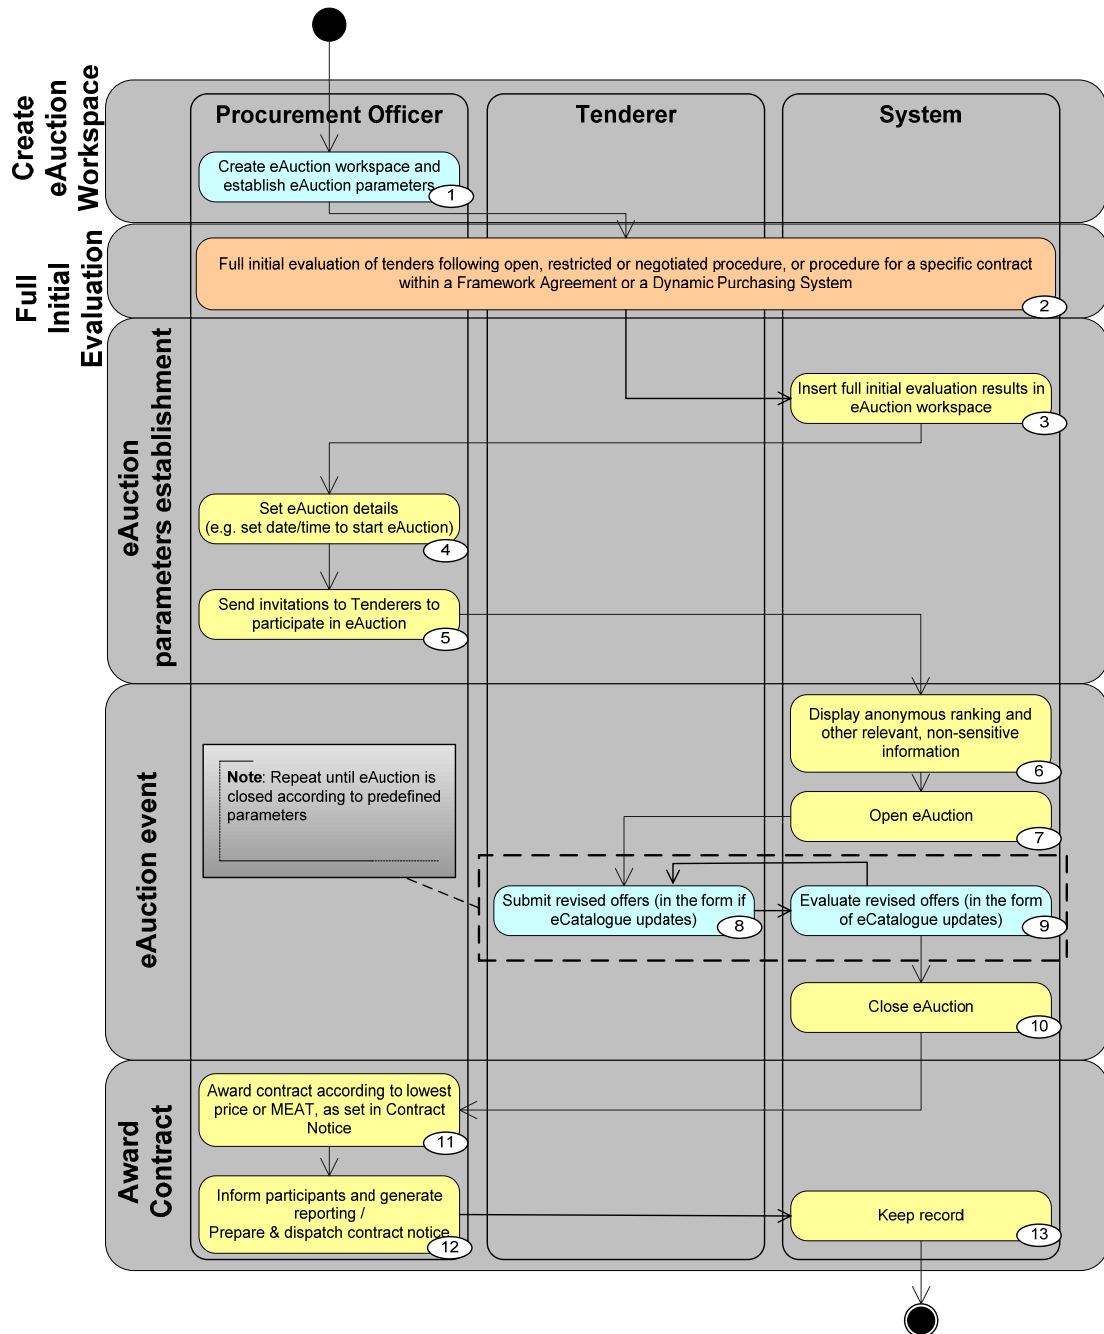 Create
eAuction
Workspace
Procurement Officer
Tenderer
System
Create eAuction workspace and
establish eAuction parameters
1
Full
Initial
Evaluation
Full initial evaluation of tenders following open, restricted or negotiated procedure, or procedure for a specific contract
within a Framework Agreement or a Dynamic Purchasing System
2
eAuction
parameters establishment
Insert full initial evaluation results in
eAuction workspace
3
Set eAuction details
(e.g. set date/time to start eAuction)
4
Send invitations to Tenderers to
participate in eAuction
5
eAuction event
Display anonymous ranking and
other relevant, non-sensitive
information
6
Note: Repeat until eAuction is
closed according to predefined
parameters
Open eAuction
7
Submit revised offers (in the form if
eCatalogue updates)
8
Evaluate revised offers (in the form
of eCatalogue updates)
9
Close eAuction
10
Award
Contract
Award contract according to lowest
price or MEAT, as set in Contract
Notice
11
Inform participants and generate
reporting /
Prepare & dispatch contract notice
12
Keep record
13